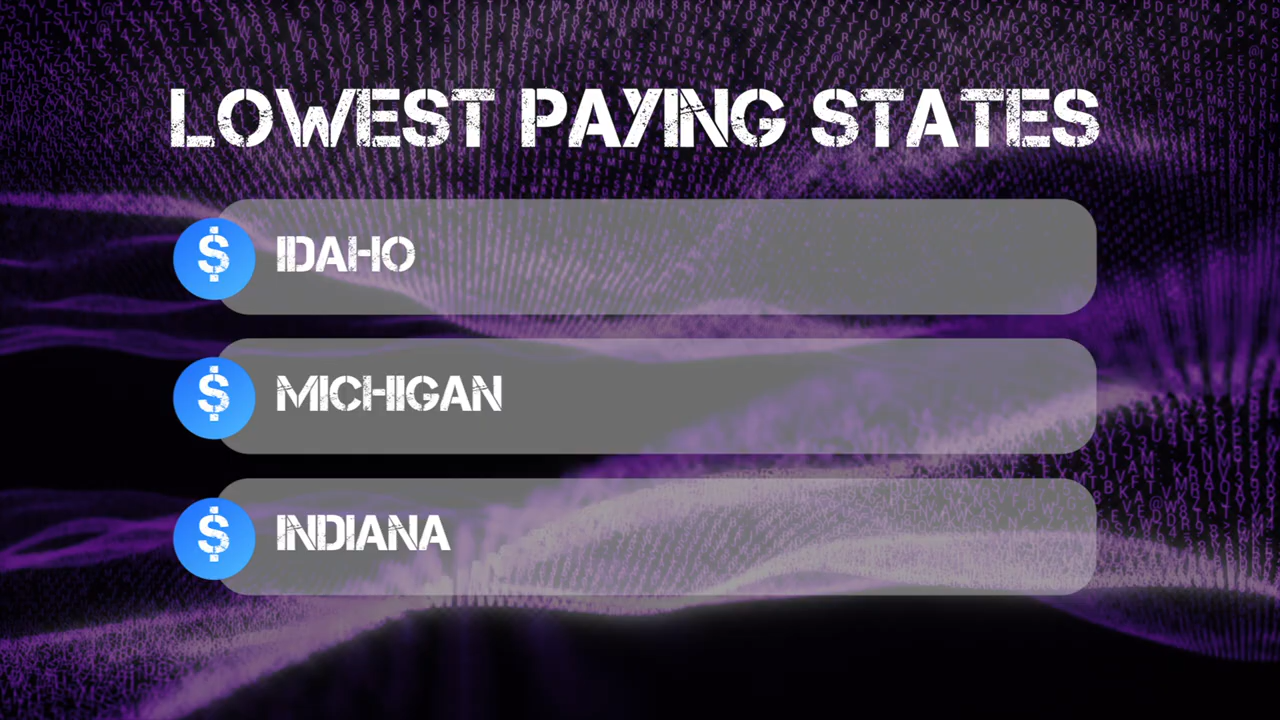 LOWEST PAYING STATES
$ IDAHO
$ MICHIGAN
$ INDIANA